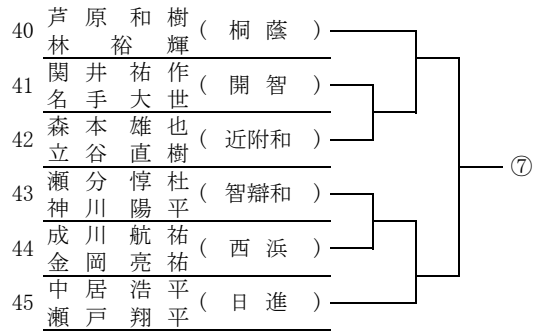 40 芦原和樹 ( 桐蔭 )
林裕輝
41 関井祐作 ( 開智 )
名手大世
42 森本雄也 ( 近附和 )
立谷直樹
43 瀬分惇杜 ( 智辯和 )
神川陽平
44 成川航祐 ( 西浜 )
金岡亮祐
45 中居浩平 ( 日進 )
瀬戸翔平
⑦